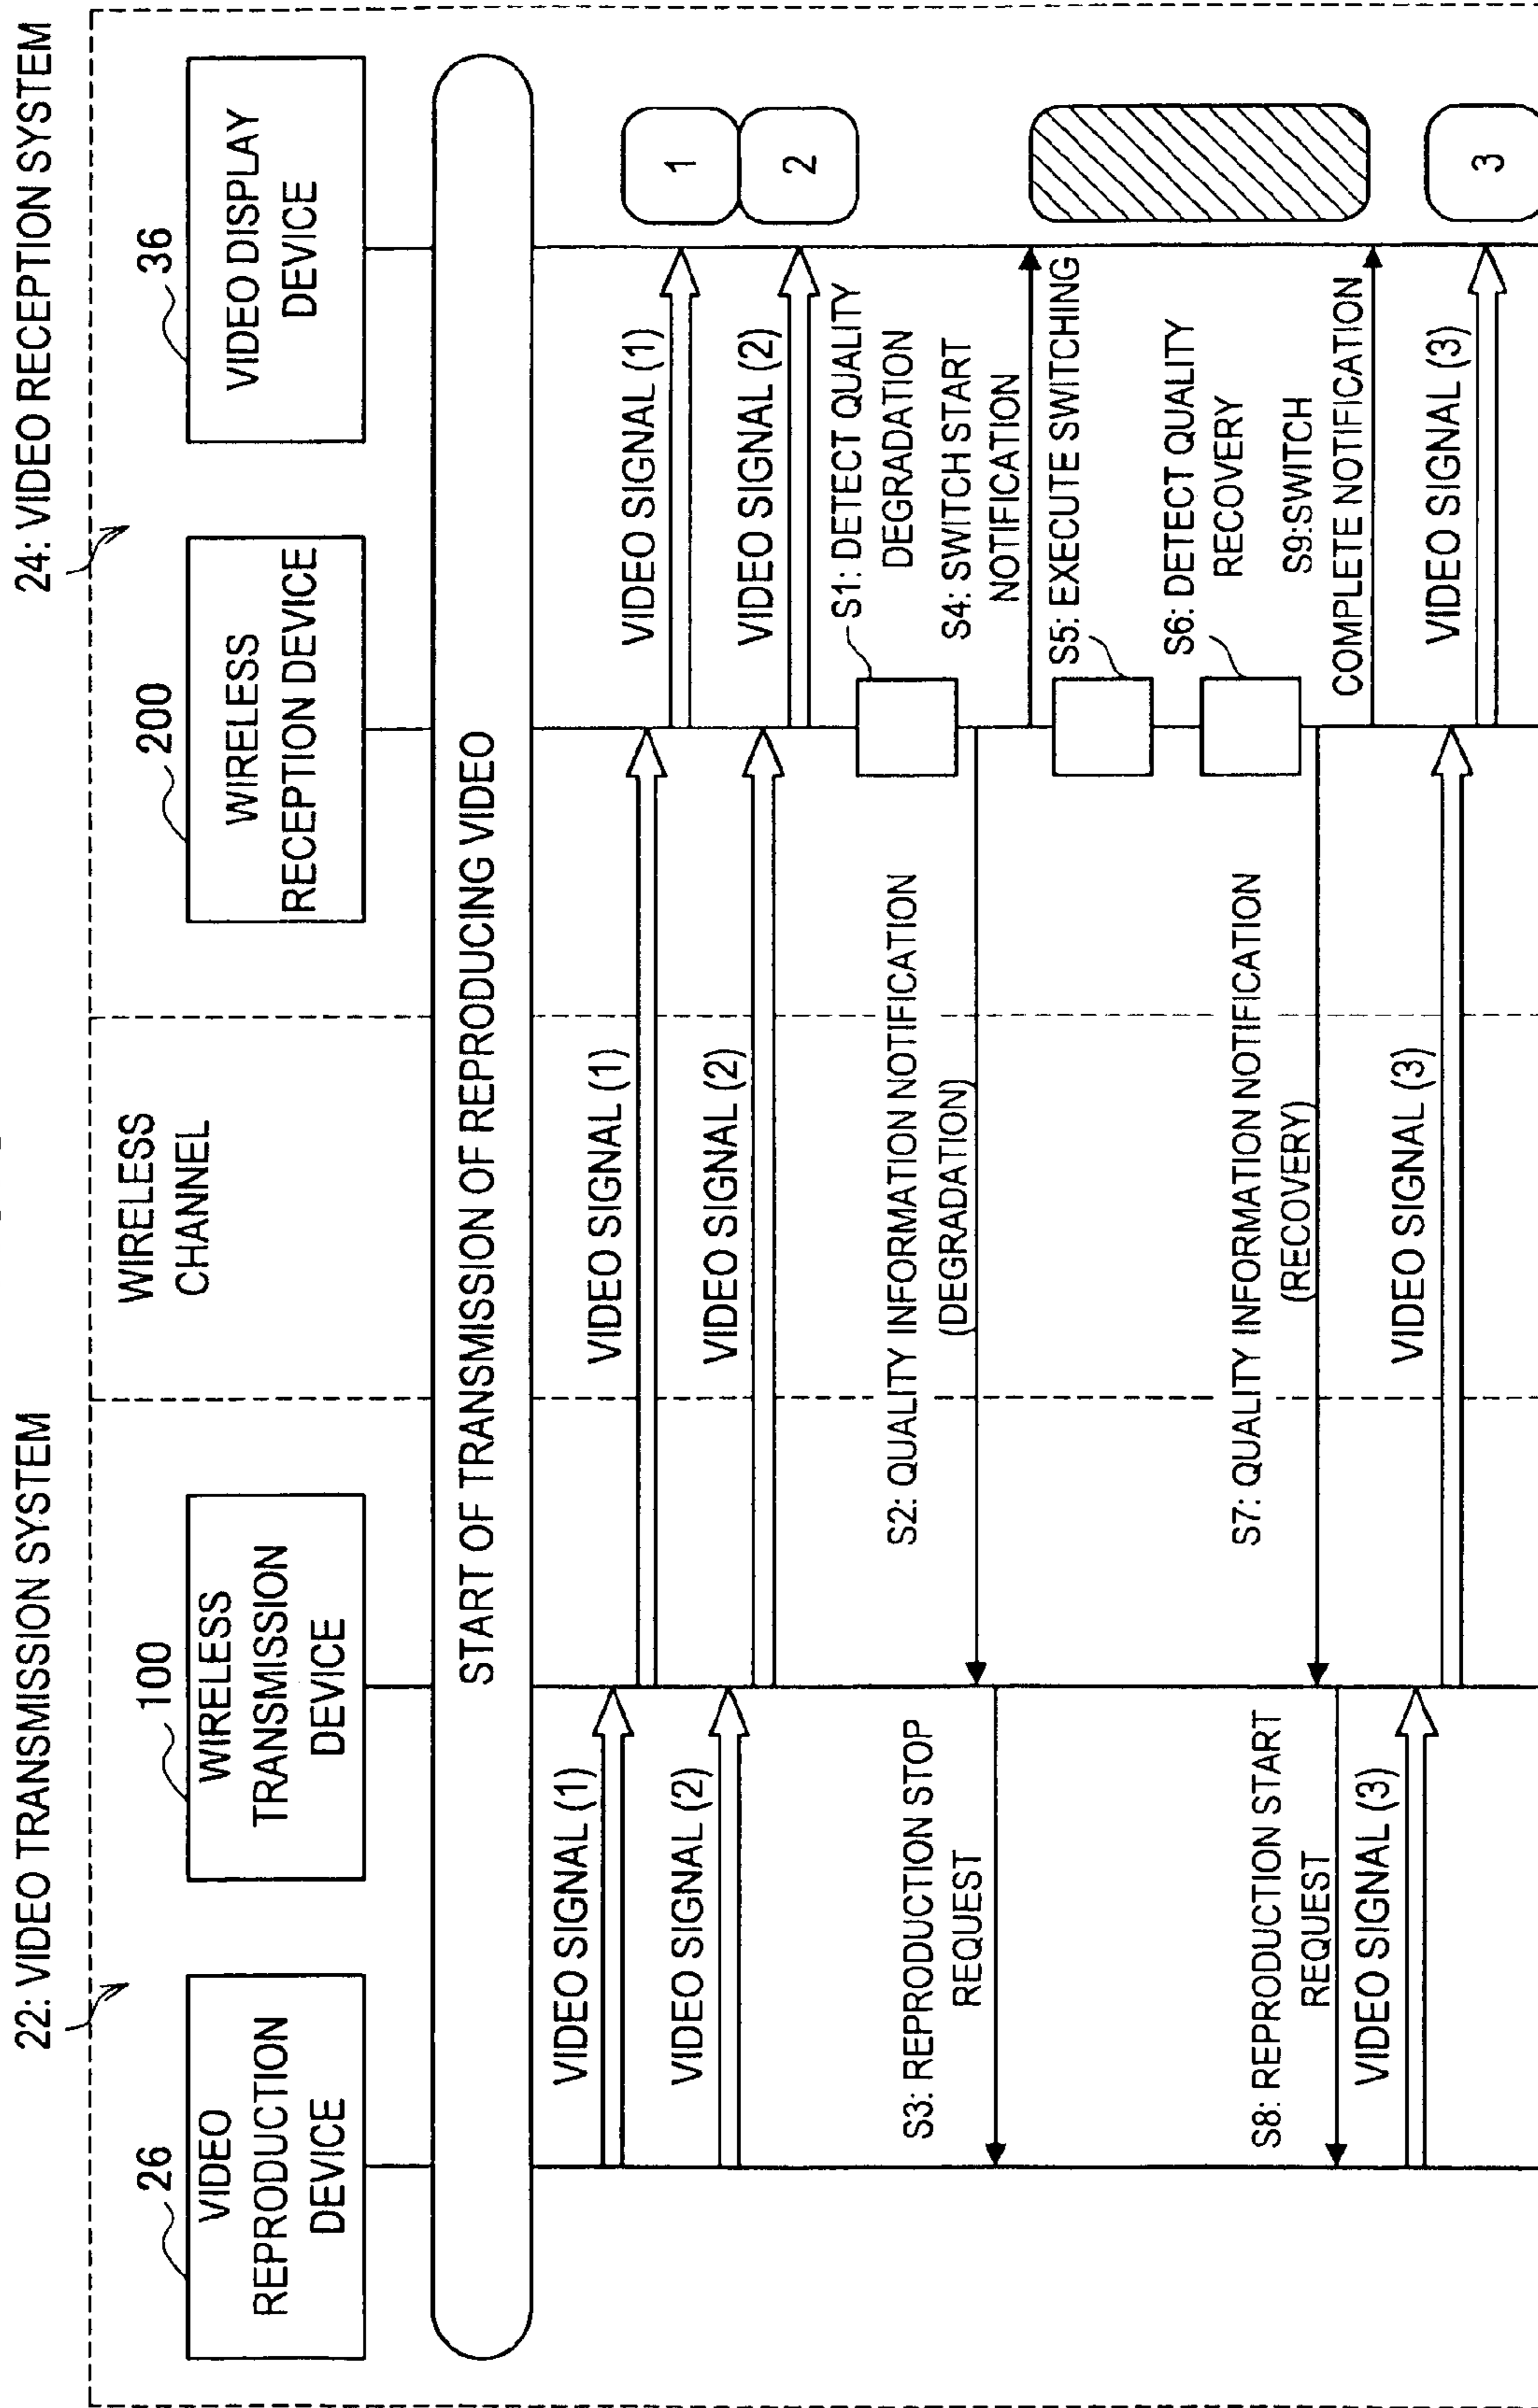 22: VIDEO TRANSMISSION SYSTEM
24: VIDEO RECEPTION SYSTEM
26
VIDEO
REPRODUCTION
DEVICE
100
WIRELESS
TRANSMISSION
DEVICE
WIRELESS
CHANNEL
200
WIRELESS
RECEPTION DEVICE
36
VIDEO DISPLAY
DEVICE
START OF TRANSMISSION OF REPRODUCING VIDEO
VIDEO SIGNAL (1)
VIDEO SIGNAL (1)
VIDEO SIGNAL (1)
1
VIDEO SIGNAL (2)
VIDEO SIGNAL (2)
VIDEO SIGNAL (2)
2
S1: DETECT QUALITY
DEGRADATION
S2: QUALITY INFORMATION NOTIFICATION
(DEGRADATION)
S3: REPRODUCTION STOP
REQUEST
S4: SWITCH START
NOTIFICATION
S5: EXECUTE SWITCHING
S6: DETECT QUALITY
RECOVERY
S7: QUALITY INFORMATION NOTIFICATION
(RECOVERY)
S8: REPRODUCTION START
REQUEST
S9:SWITCH
COMPLETE NOTIFICATION
VIDEO SIGNAL (3)
VIDEO SIGNAL (3)
VIDEO SIGNAL (3)
3